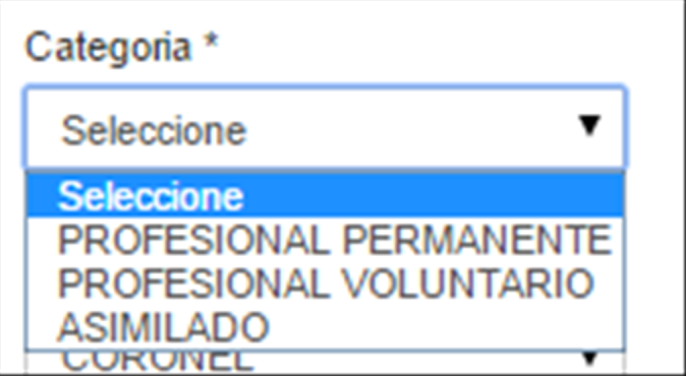 Categoria *
Seleccione
Seleccione
PROFESIONAL PERMANENTE
PROFESIONAL VOLUNTARIO
ASIMILADO
CORONEL